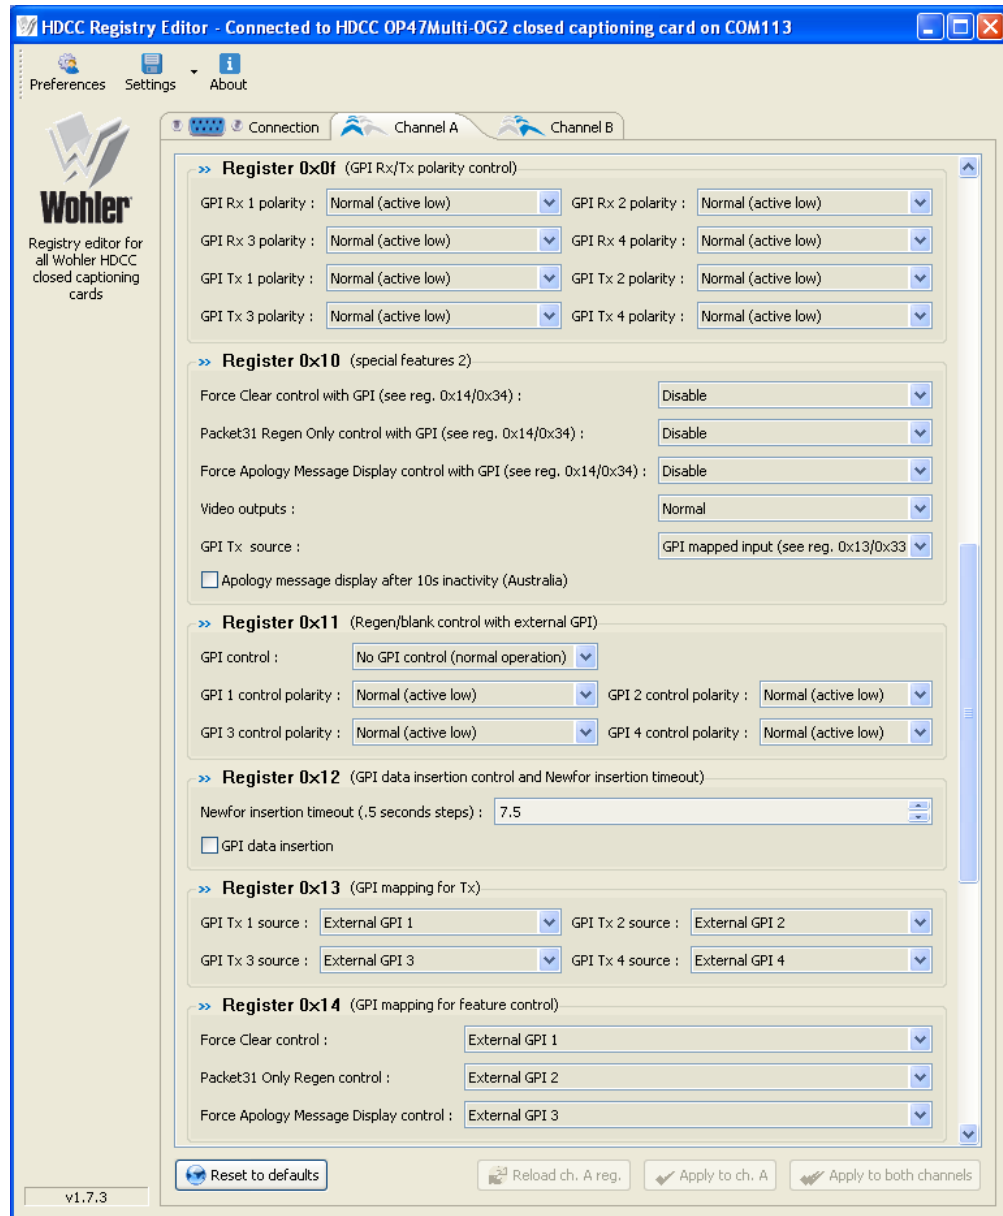 HDCC Registry Editor - Connected to HDCC OP47Multi-OG2 closed captioning card on COM113
Preferences Settings About
Connection Channel A Channel B
Wohler
Registry editor for
all Wohler HDCC
closed captioning
cards
Register 0x0f (GPI Rx/Tx polarity control)
GPI Rx 1 polarity : Normal (active low) GPI Rx 2 polarity : Normal (active low)
GPI Rx 3 polarity : Normal (active low) GPI Rx 4 polarity : Normal (active low)
GPI Tx 1 polarity : Normal (active low) GPI Tx 2 polarity : Normal (active low)
GPI Tx 3 polarity : Normal (active low) GPI Tx 4 polarity : Normal (active low)
Register 0x10 (special features 2)
Force Clear control with GPI (see reg. 0x14/0x34) : Disable
Packet31 Regen Only control with GPI (see reg. 0x14/0x34) : Disable
Force Apology Message Display control with GPI (see reg. 0x14/0x34) : Disable
Video outputs : Normal
GPI Tx source : GPI mapped input (see reg. 0x13/0x33
Apology message display after 10s inactivity (Australia)
Register 0x11 (Regen/blank control with external GPI)
GPI control : No GPI control (normal operation)
GPI 1 control polarity : Normal (active low) GPI 2 control polarity : Normal (active low)
GPI 3 control polarity : Normal (active low) GPI 4 control polarity : Normal (active low)
Register 0x12 (GPI data insertion control and Newfor insertion timeout)
Newfor insertion timeout (.5 seconds steps) : 7.5
GPI data insertion
Register 0x13 (GPI mapping for Tx)
GPI Tx 1 source : External GPI 1 GPI Tx 2 source : External GPI 2
GPI Tx 3 source : External GPI 3 GPI Tx 4 source : External GPI 4
Register 0x14 (GPI mapping for feature control)
Force Clear control : External GPI 1
Packet31 Only Regen control : External GPI 2
Force Apology Message Display control : External GPI 3
Reset to defaults Reload ch. A reg. Apply to ch. A Apply to both channels
v1.7.3